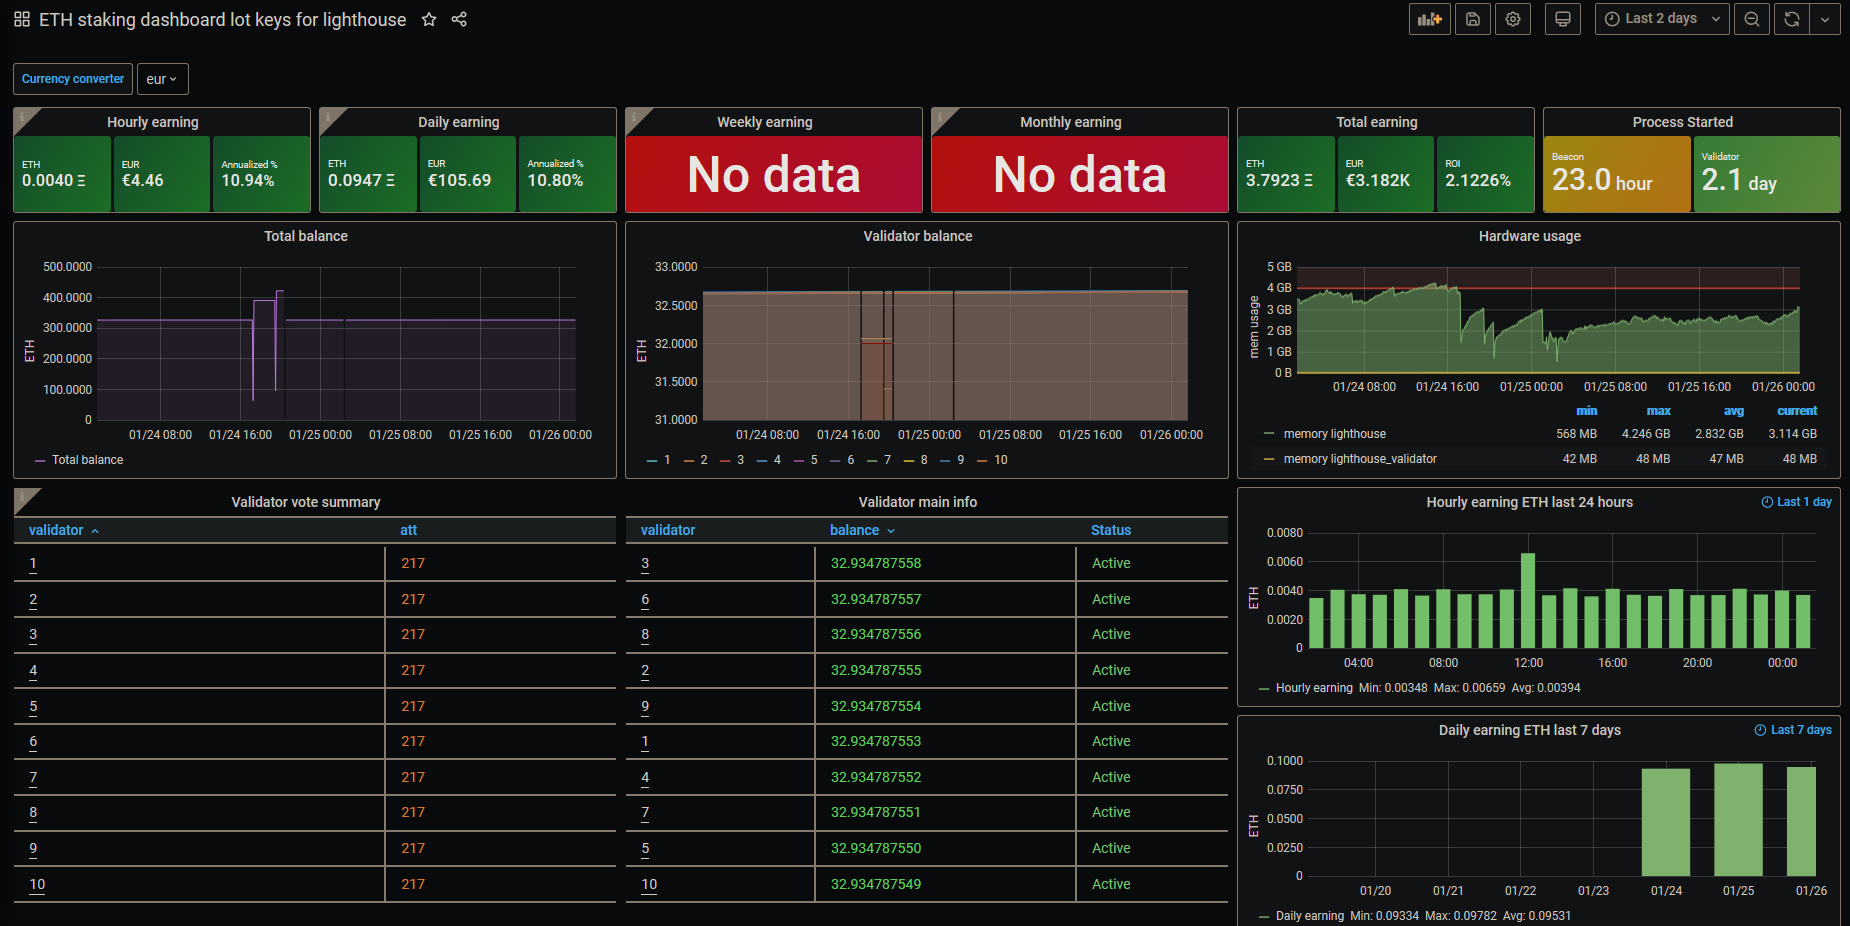 ETH staking dashboard lot keys for lighthouse
Last 2 days
Currency converter
eur
Hourly earning
ETH
0.0040 Ξ
EUR
€4.46
Annualized %
10.94%
Daily earning
ETH
0.0947 Ξ
EUR
€105.69
Annualized %
10.80%
Weekly earning
No data
Monthly earning
No data
Total earning
ETH
3.7923 Ξ
EUR
€3.182K
ROI
2.1226%
Process Started
Beacon
23.0 hour
Validator
2.1 day
Total balance
ETH
500.0000
400.0000
300.0000
200.0000
100.0000
0
01/24 08:00 01/24 16:00 01/25 00:00 01/25 08:00 01/25 16:00 01/26 00:00
Total balance
Validator balance
ETH
33.0000
32.5000
32.0000
31.5000
31.0000
01/24 08:00 01/24 16:00 01/25 00:00 01/25 08:00 01/25 16:00 01/26 00:00
1 2 3 4 5 6 7 8 9 10
Hardware usage
mem usage
5 GB
4 GB
3 GB
2 GB
1 GB
0 B
01/24 08:00 01/24 16:00 01/25 00:00 01/25 08:00 01/25 16:00 01/26 00:00
min max avg current
memory lighthouse 568 MB 4.246 GB 2.832 GB 3.114 GB
memory lighthouse_validator 42 MB 48 MB 47 MB 48 MB
Validator vote summary
validator att
1 217
2 217
3 217
4 217
5 217
6 217
7 217
8 217
9 217
10 217
Validator main info
validator balance Status
3 32.934787558 Active
6 32.934787557 Active
8 32.934787556 Active
2 32.934787555 Active
9 32.934787554 Active
1 32.934787553 Active
4 32.934787552 Active
7 32.934787551 Active
5 32.934787550 Active
10 32.934787549 Active
Hourly earning ETH last 24 hours
Last 1 day
ETH
0.0080
0.0060
0.0040
0.0020
0
04:00 08:00 12:00 16:00 20:00 00:00
Hourly earning Min: 0.00348 Max: 0.00659 Avg: 0.00394
Daily earning ETH last 7 days
Last 7 days
ETH
0.1000
0.0750
0.0500
0.0250
0
01/20 01/21 01/22 01/23 01/24 01/25 01/26
Daily earning Min: 0.09334 Max: 0.09782 Avg: 0.09531